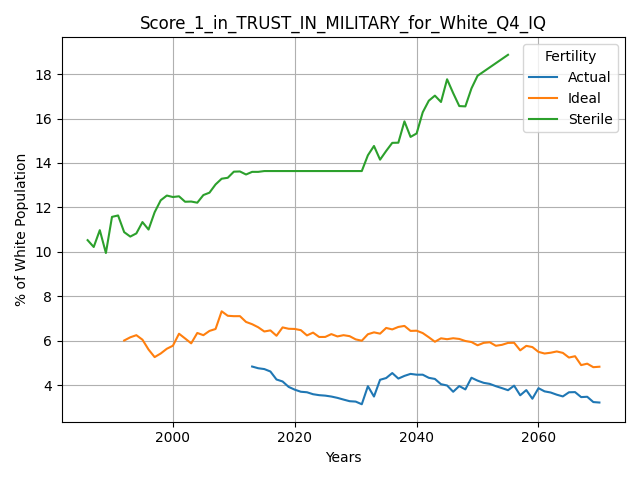 Score_1_in_TRUST_IN_MILITARY_for_White_Q4_IQ
Fertility
Actual
Ideal
Sterile
% of White Population
18
16
14
12
10
8
6
4
2000
2020
2040
2060
Years